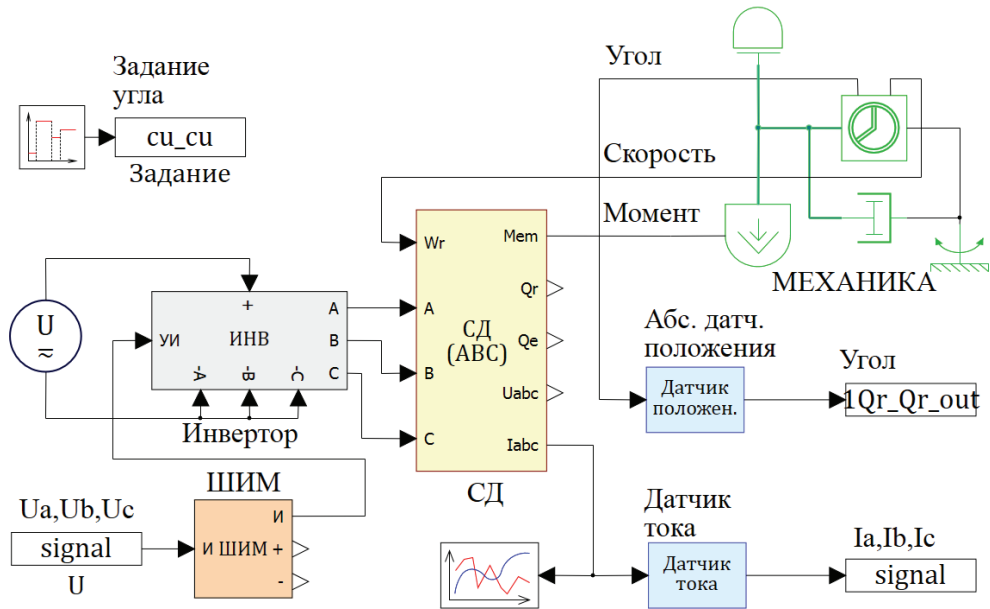 Задание
угла
cu_cu
Задание
Угол
Скорость
Момент
МЕХАНИКА
U
≂
+
УИ
ИНВ
A
B
C
-A
-B
-C
Инвертор
Wr
A
B
C
СД
(ABC)
Mem
Qr
Qe
Uabc
Iabc
СД
Абс. датч.
положения
Датчик
положен.
Угол
1Qr_Qr_out
ШИМ
Ua,Ub,Uc
signal
U
И ШИМ
И
+
-
Датчик
тока
Датчик
тока
Ia,Ib,Ic
signal